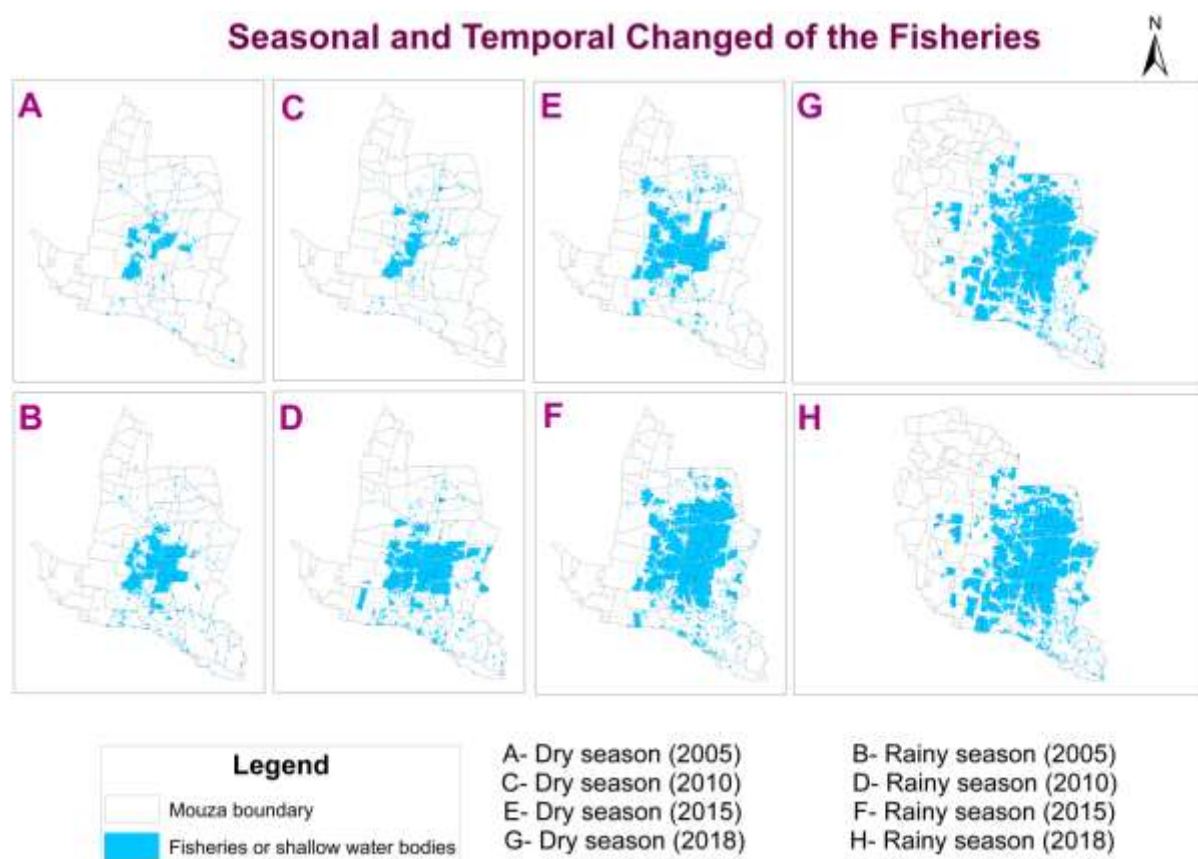 Seasonal and Temporal Changed of the Fisheries
N
A
C
E
G
B
D
F
H
Legend
Mouza boundary
Fisheries or shallow water bodies
A- Dry season (2005)
C- Dry season (2010)
E- Dry season (2015)
G- Dry season (2018)
B- Rainy season (2005)
D- Rainy season (2010)
F- Rainy season (2015)
H- Rainy season (2018)